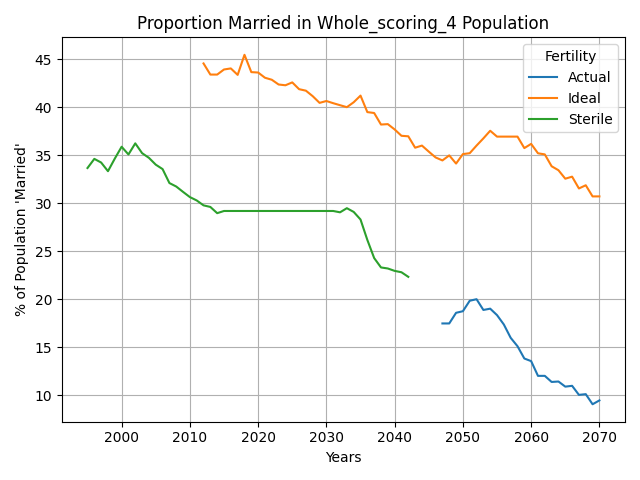 Proportion Married in Whole_scoring_4 Population
% of Population 'Married'
45
40
35
30
25
20
15
10
Fertility
Actual
Ideal
Sterile
2000 2010 2020 2030 2040 2050 2060 2070
Years